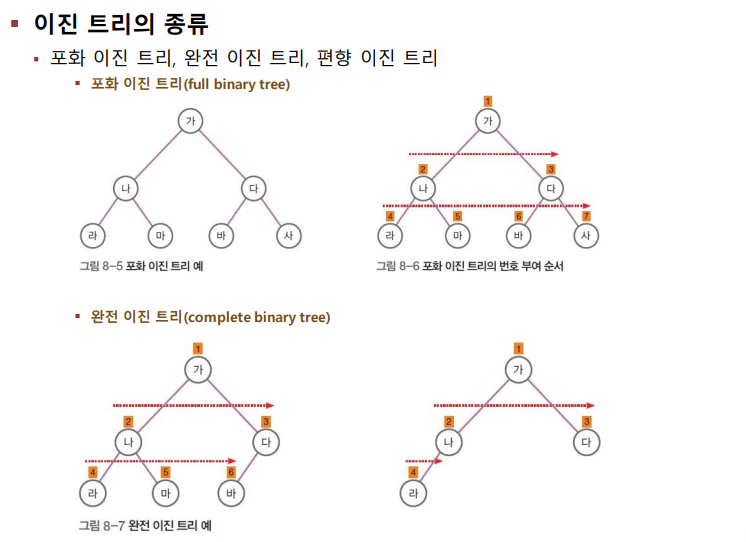 이진 트리의 종류
포화 이진 트리, 완전 이진 트리, 편향 이진 트리
포화 이진 트리(full binary tree)
가
나 다
라 마 바 사
그림 8-5 포화 이진 트리 예
1
가
2 3
나 다
4 5 6 7
라 마 바 사
그림 8-6 포화 이진 트리의 번호 부여 순서
완전 이진 트리(complete binary tree)
1
가
2 3
나 다
4 5 6
라 마 바
그림 8-7 완전 이진 트리 예
1
가
2 3
나 다
4
라